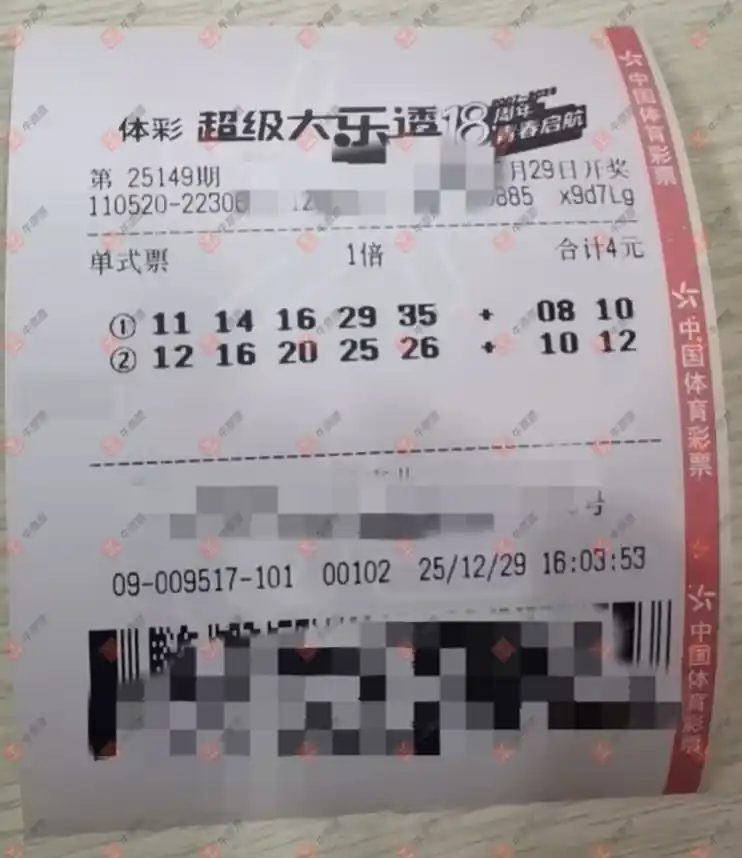 体彩 超级大乐透 18周年 青春启航
第 25149期 月29日开奖
110520-2230 885 x9d7Lg
单式票 1倍 合计4元
① 11 14 16 29 35 + 08 10
② 12 16 20 25 26 + 10 12
号
09-009517-101 00102 25/12/29 16:03:53
中国体育彩票
中国体育彩票
中国体育彩票